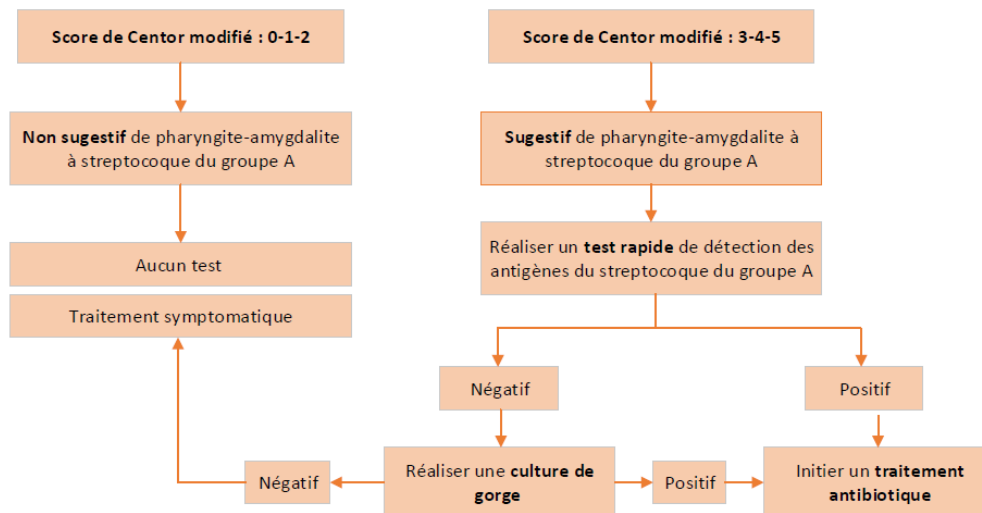 Score de Centor modifié : 0-1-2
Score de Centor modifié : 3-4-5
Non sugestif de pharyngite-amygdalite
à streptocoque du groupe A
Sugestif de pharyngite-amygdalite à
streptocoque du groupe A
Aucun test
Réaliser un test rapide de détection des
antigènes du streptocoque du groupe A
Traitement symptomatique
Négatif
Positif
Négatif
Réaliser une culture de
gorge
Positif
Initier un traitement
antibiotique